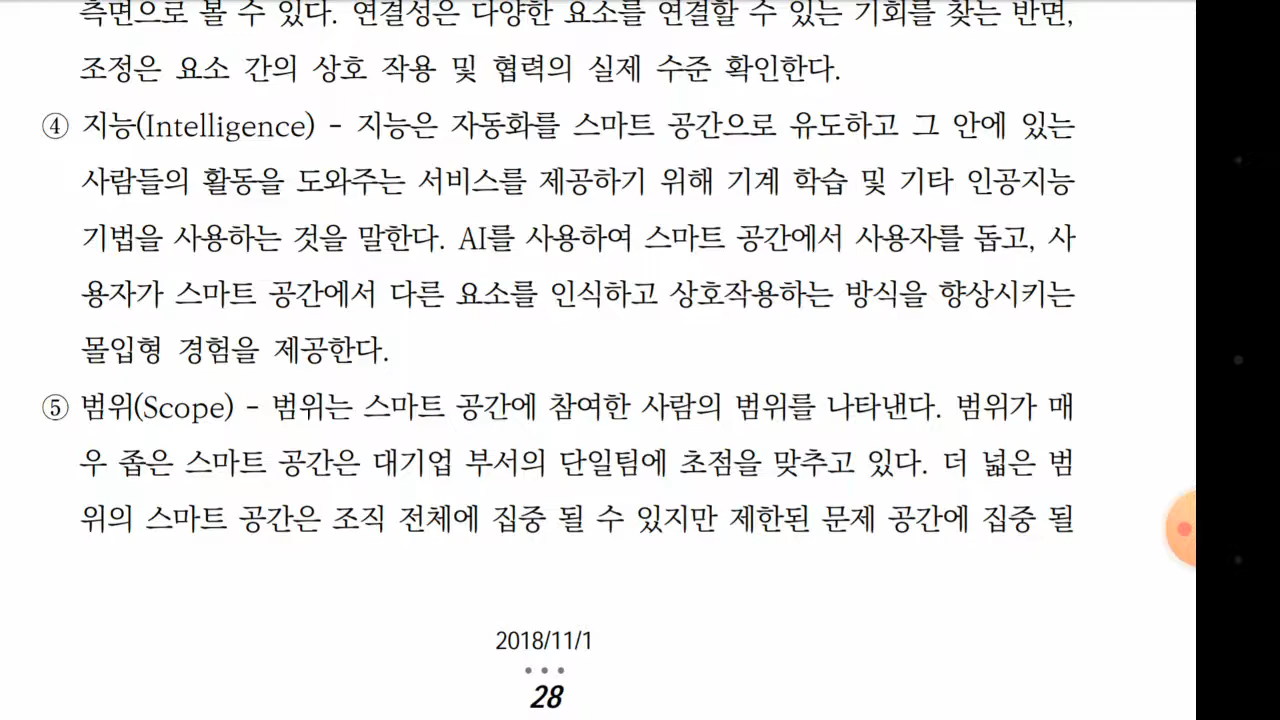 측면으로 볼 수 있다. 연결성은 다양한 요소를 연결할 수 있는 기회를 찾는 반면,
조정은 요소 간의 상호 작용 및 협력의 실제 수준 확인한다.
④ 지능(Intelligence) - 지능은 자동화를 스마트 공간으로 유도하고 그 안에 있는
사람들의 활동을 도와주는 서비스를 제공하기 위해 기계 학습 및 기타 인공지능
기법을 사용하는 것을 말한다. AI를 사용하여 스마트 공간에서 사용자를 돕고, 사
용자가 스마트 공간에서 다른 요소를 인식하고 상호작용하는 방식을 향상시키는
몰입형 경험을 제공한다.
⑤ 범위(Scope) - 범위는 스마트 공간에 참여한 사람의 범위를 나타낸다. 범위가 매
우 좁은 스마트 공간은 대기업 부서의 단일팀에 초점을 맞추고 있다. 더 넓은 범
위의 스마트 공간은 조직 전체에 집중 될 수 있지만 제한된 문제 공간에 집중 될
2018/11/1
28